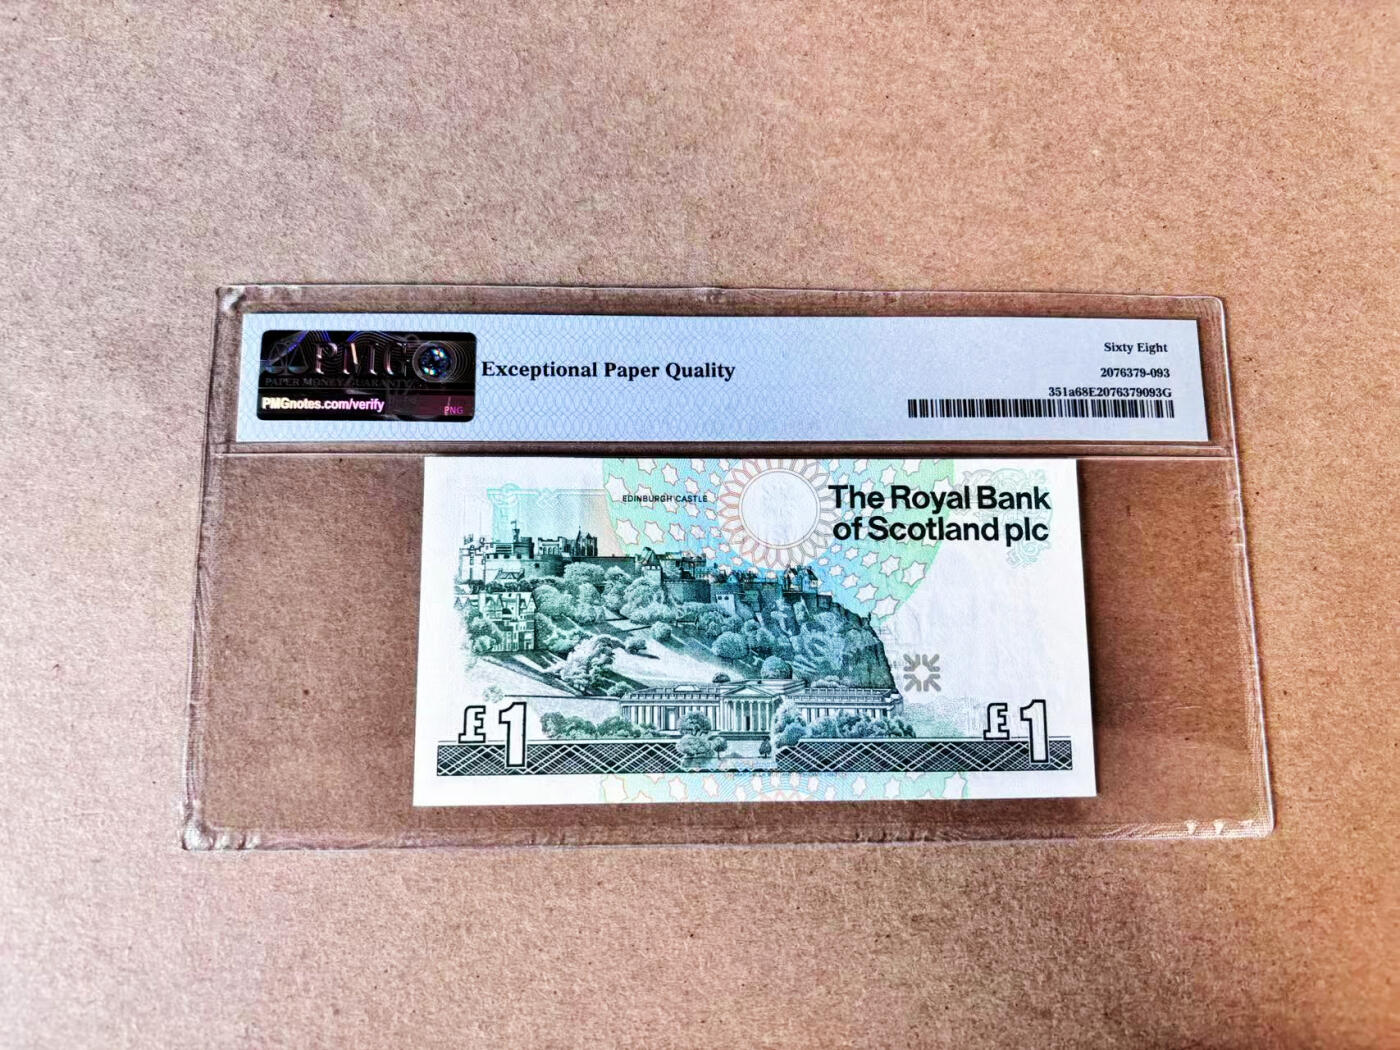 PMG
PAPER MONEY GUARANTY
PMGnotes.com/verify
PNG
Exceptional Paper Quality
Sixty Eight
2076379-093
351a68E2076379093G
EDINBURGH CASTLE
The Royal Bank
of Scotland plc
£1
£1